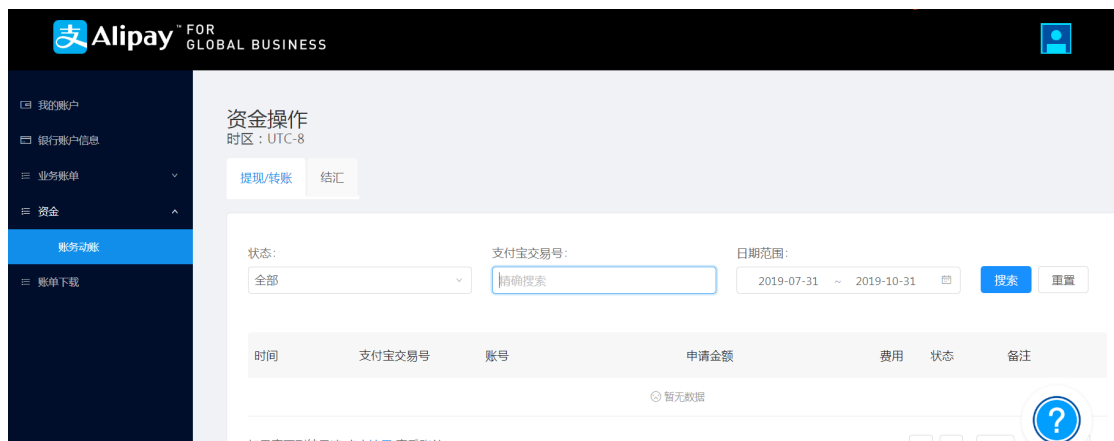 支 Alipay™ FOR
GLOBAL BUSINESS
我的账户
银行账户信息
业务账单
资金
账务动账
账单下载
资金操作
时区：UTC-8
提现/转账 结汇
状态: 支付宝交易号: 日期范围:
全部 精确搜索 2019-07-31 ~ 2019-10-31 搜索 重置
时间 支付宝交易号 账号 申请金额 费用 状态 备注
暂无数据
?